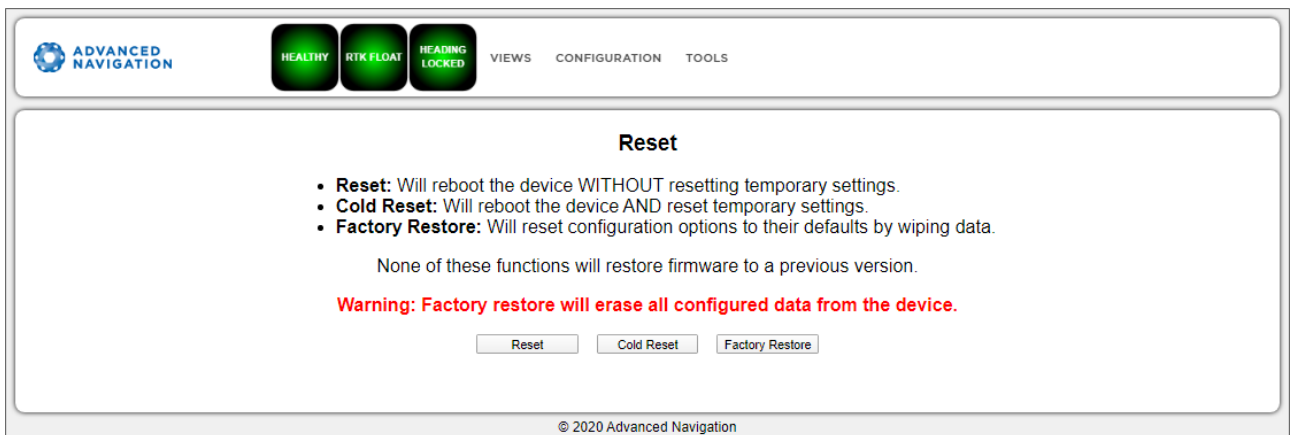 ADVANCED
NAVIGATION
HEALTHY
RTK FLOAT
HEADING
LOCKED
VIEWS CONFIGURATION TOOLS
Reset
• Reset: Will reboot the device WITHOUT resetting temporary settings.
• Cold Reset: Will reboot the device AND reset temporary settings.
• Factory Restore: Will reset configuration options to their defaults by wiping data.
None of these functions will restore firmware to a previous version.
Warning: Factory restore will erase all configured data from the device.
Reset Cold Reset Factory Restore
© 2020 Advanced Navigation